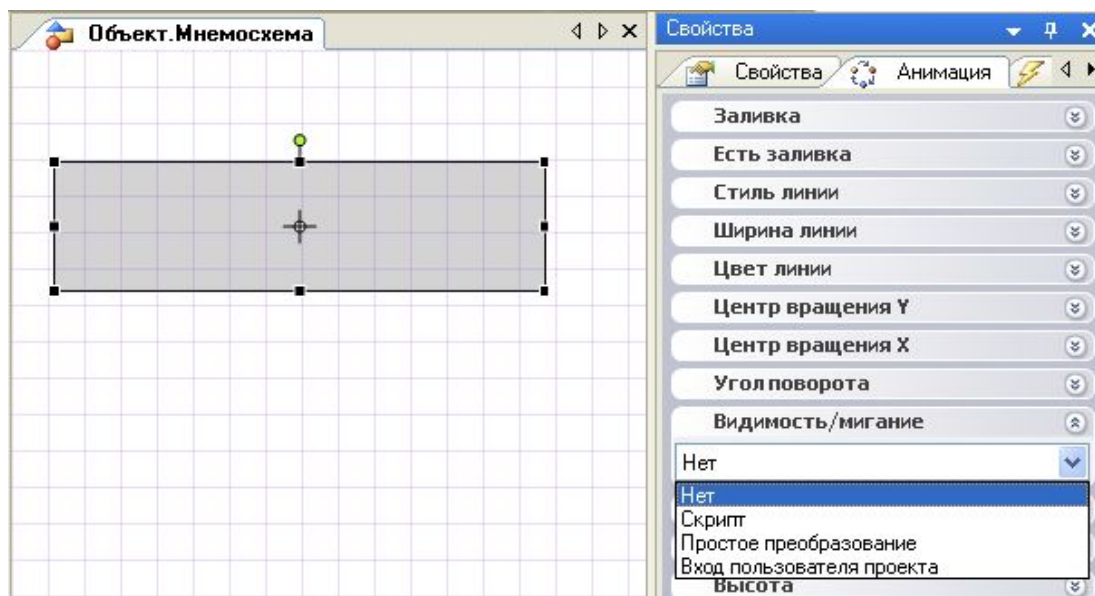 Объект.Мнемосхема
Свойства
Свойства
Анимация
Заливка
Есть заливка
Стиль линии
Ширина линии
Цвет линии
Центр вращения Y
Центр вращения X
Угол поворота
Видимость/мигание
Нет
Нет
Скрипт
Простое преобразование
Вход пользователя проекта
Высота